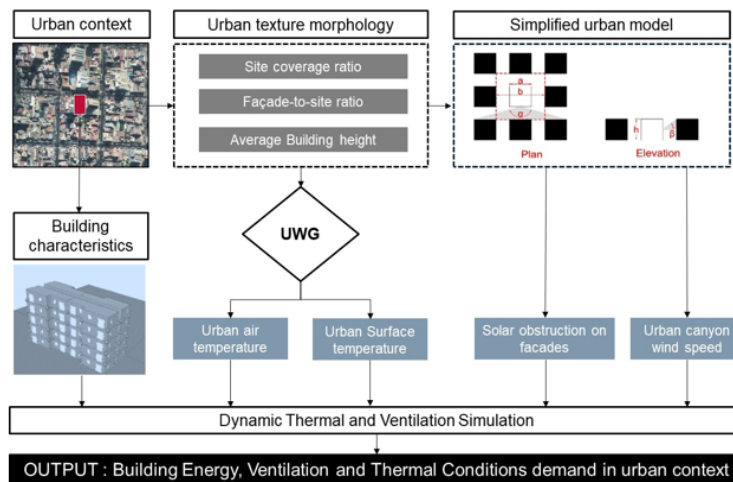 Urban context
Urban texture morphology
Simplified urban model
Site coverage ratio
Façade-to-site ratio
Average Building height
a
b
α
Plan
h
β
Elevation
Building
characteristics
UWG
Urban air
temperature
Urban Surface
temperature
Solar obstruction on
facades
Urban canyon
wind speed
Dynamic Thermal and Ventilation Simulation
OUTPUT : Building Energy, Ventilation and Thermal Conditions demand in urban context